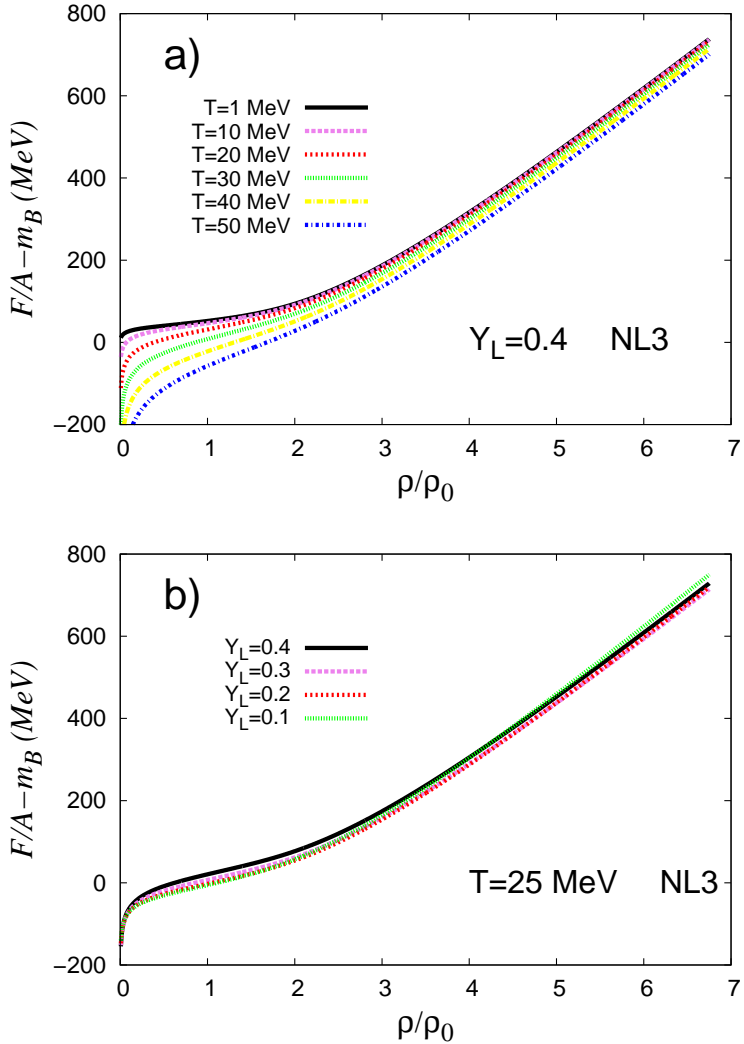 a)
T=1 MeV
T=10 MeV
T=20 MeV
T=30 MeV
T=40 MeV
T=50 MeV
Y_L=0.4 NL3
F/A−m_B (MeV)
800
600
400
200
0
−200
0 1 2 3 4 5 6 7
ρ/ρ_0
b)
Y_L=0.4
Y_L=0.3
Y_L=0.2
Y_L=0.1
T=25 MeV NL3
F/A−m_B (MeV)
800
600
400
200
0
−200
0 1 2 3 4 5 6 7
ρ/ρ_0